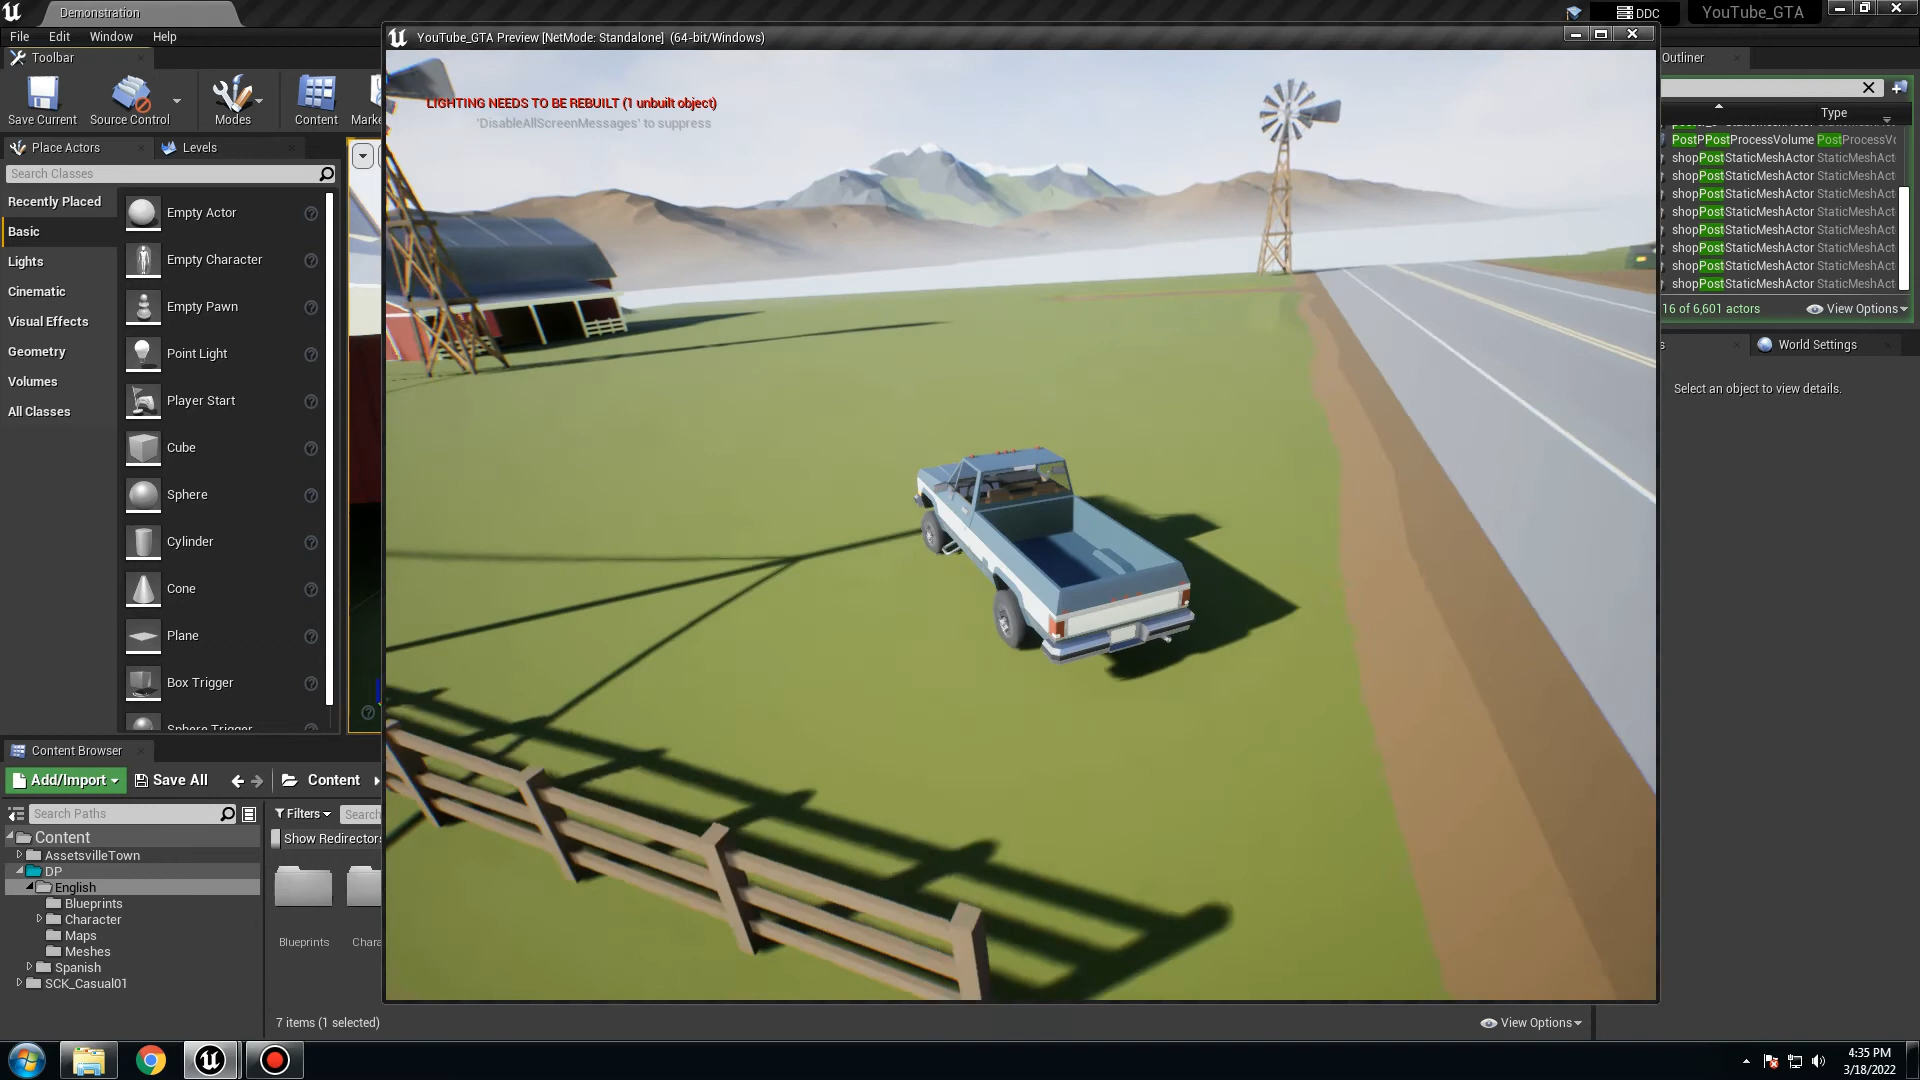 Demonstration
DDC
YouTube_GTA
File Edit Window Help
Toolbar
Save Current
Source Control
Modes
Content
Place Actors
Levels
Search Classes
Recently Placed
Basic
Lights
Cinematic
Visual Effects
Geometry
Volumes
All Classes
Empty Actor
Empty Character
Empty Pawn
Point Light
Player Start
Cube
Sphere
Cylinder
Cone
Plane
Box Trigger
Sphere Trigger
YouTube_GTA Preview [NetMode: Standalone] (64-bit/Windows)
LIGHTING NEEDS TO BE REBUILT (1 unbuilt object)
'DisableAllScreenMessages' to suppress
Outliner
Type
PostPPostProcessVolume PostProcessVo
shopPostStaticMeshActor StaticMeshAct
shopPostStaticMeshActor StaticMeshAct
shopPostStaticMeshActor StaticMeshAct
shopPostStaticMeshActor StaticMeshAct
shopPostStaticMeshActor StaticMeshAct
shopPostStaticMeshActor StaticMeshAct
shopPostStaticMeshActor StaticMeshAct
shopPostStaticMeshActor StaticMeshAct
16 of 6,601 actors
View Options
World Settings
Select an object to view details.
Content Browser
Add/Import
Save All
Content
Search Paths
Filters
Search
Show Redirectors
Content
AssetsvilleTown
DP
English
Blueprints
Character
Maps
Meshes
Spanish
SCK_Casual01
Blueprints
Chara
7 items (1 selected)
View Options
4:35 PM
3/18/2022